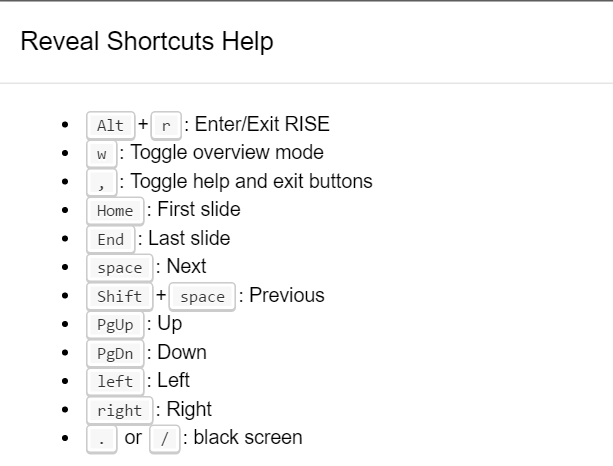 Reveal Shortcuts Help
Alt + r : Enter/Exit RISE
w : Toggle overview mode
, : Toggle help and exit buttons
Home : First slide
End : Last slide
space : Next
Shift + space : Previous
PgUp : Up
PgDn : Down
left : Left
right : Right
. or / : black screen